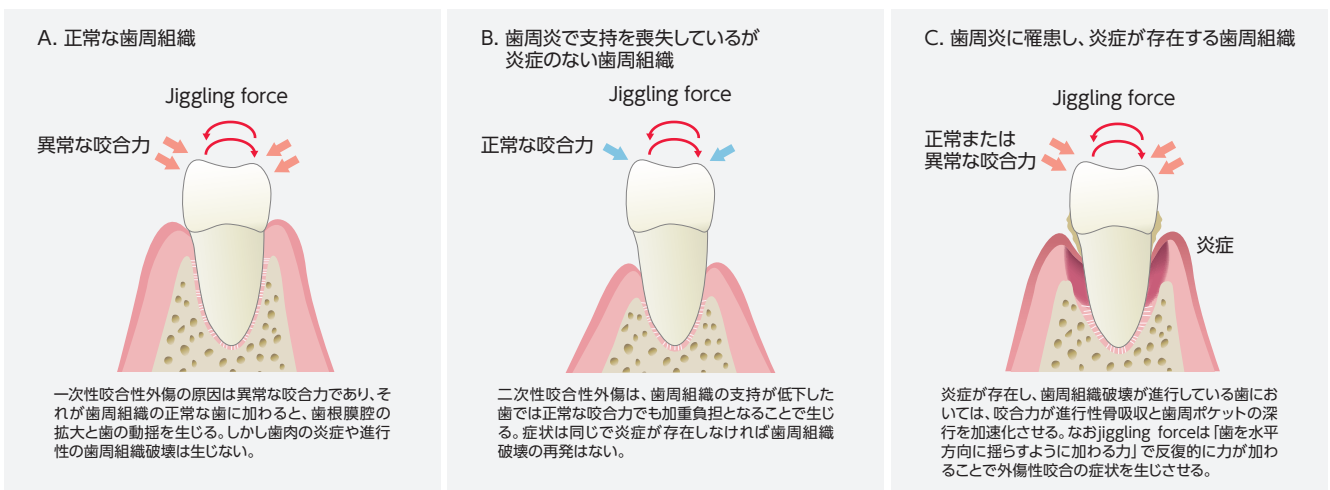 A. 正常な歯周組織
Jiggling force
異常な咬合力
一次性咬合性外傷の原因は異常な咬合力であり、そ
れが歯周組織の正常な歯に加わると、歯根膜腔の
拡大と歯の動揺を生じる。しかし歯肉の炎症や進行
性の歯周組織破壊は生じない。
B. 歯周炎で支持を喪失しているが
炎症のない歯周組織
Jiggling force
正常な咬合力
二次性咬合性外傷は、歯周組織の支持が低下した
歯では正常な咬合力でも加重負担となることで生じ
る。症状は同じで炎症が存在しなければ歯周組織
破壊の再発はない。
C. 歯周炎に罹患し、炎症が存在する歯周組織
Jiggling force
正常または
異常な咬合力
炎症
炎症が存在し、歯周組織破壊が進行している歯にお
いては、咬合力が進行性骨吸収と歯周ポケットの深
行を加速化させる。なおjiggling forceは「歯を水平
方向に揺らすように加わる力」で反復的に力が加わ
ることで外傷性咬合の症状を生じさせる。